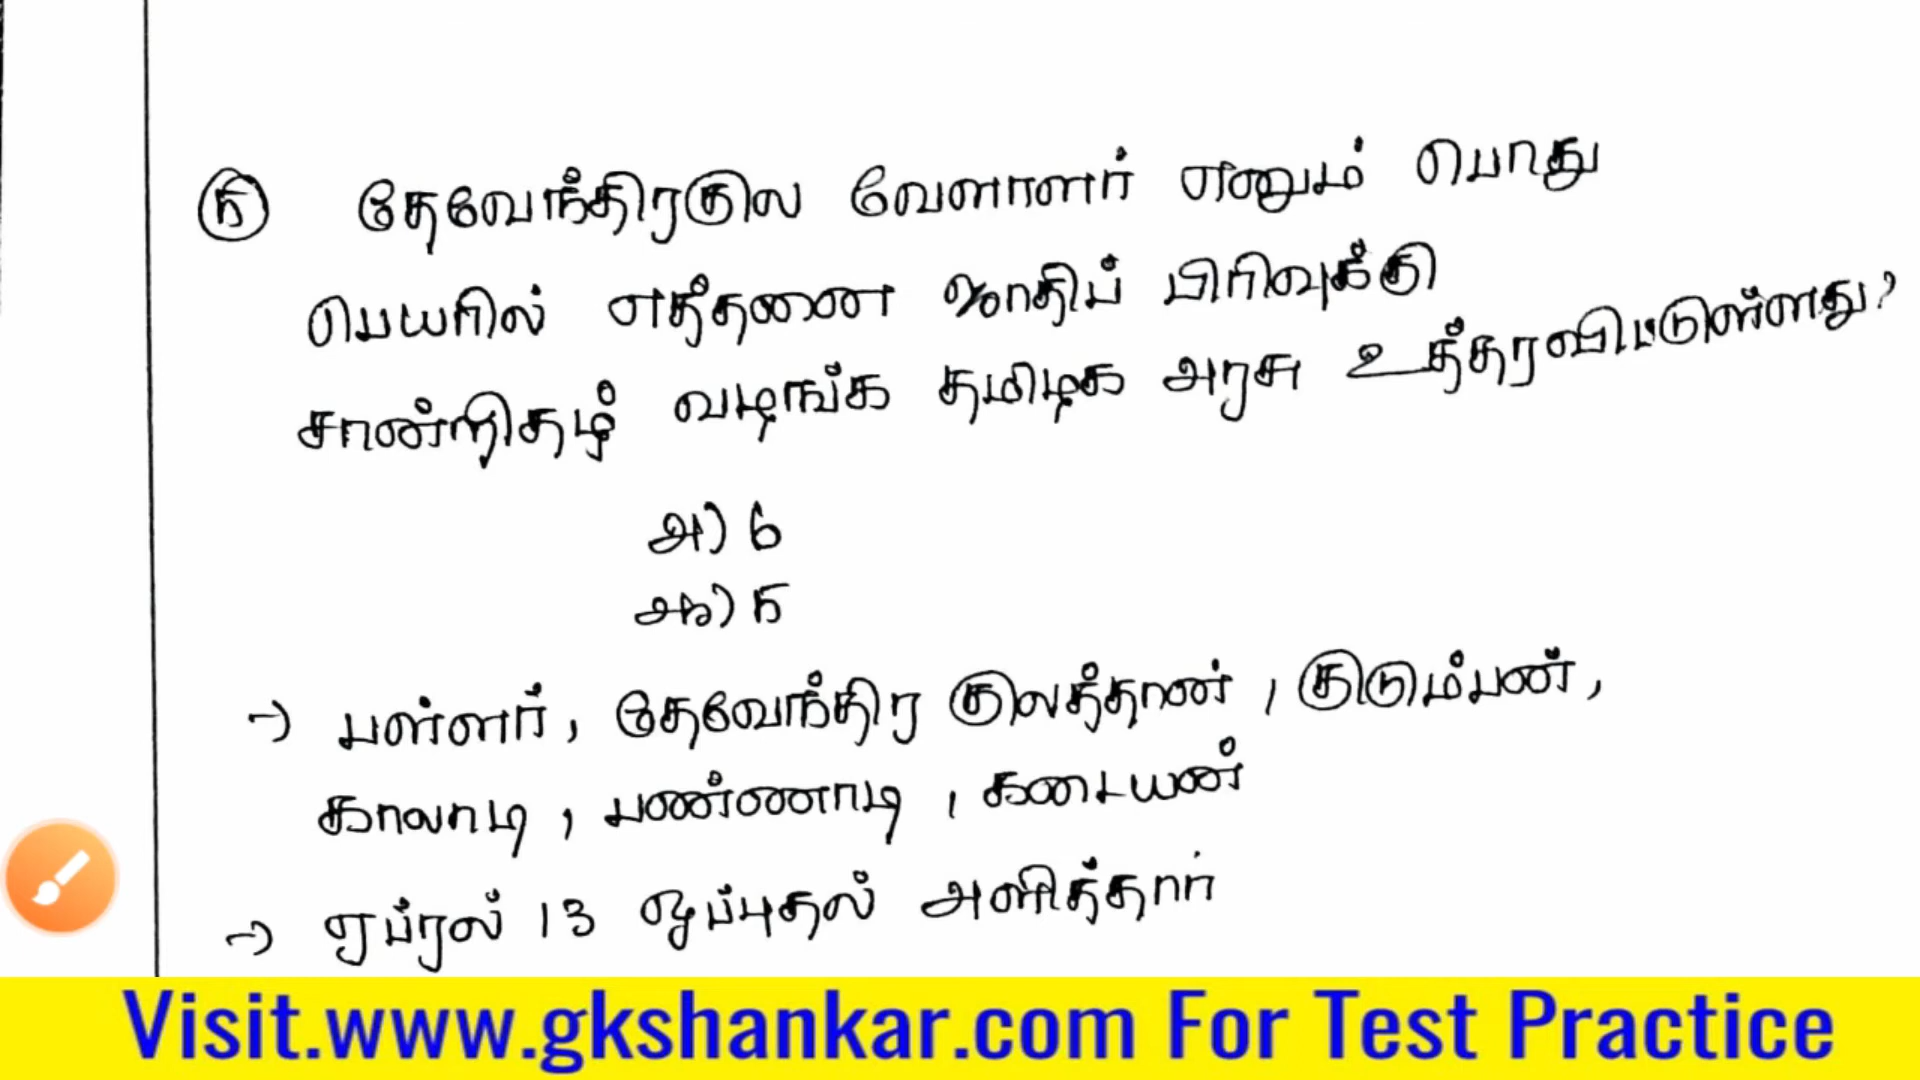 5 தேவேந்திரகுல வேளாளர் எனும் பொது
பெயரில் எத்தனை ஜாதிப் பிரிவுக்கு
சான்றிதழ் வழங்க தமிழக அரசு உத்தரவிட்டுள்ளது?
அ) 6
ஆ) 5
→ பள்ளர், தேவேந்திர குலத்தான், குடும்பன்,
காலாடி, பண்ணாடி, கடையன்
→ ஏப்ரல் 13 ஒப்புதல் அளித்தார்
Visit.www.gkshankar.com For Test Practice